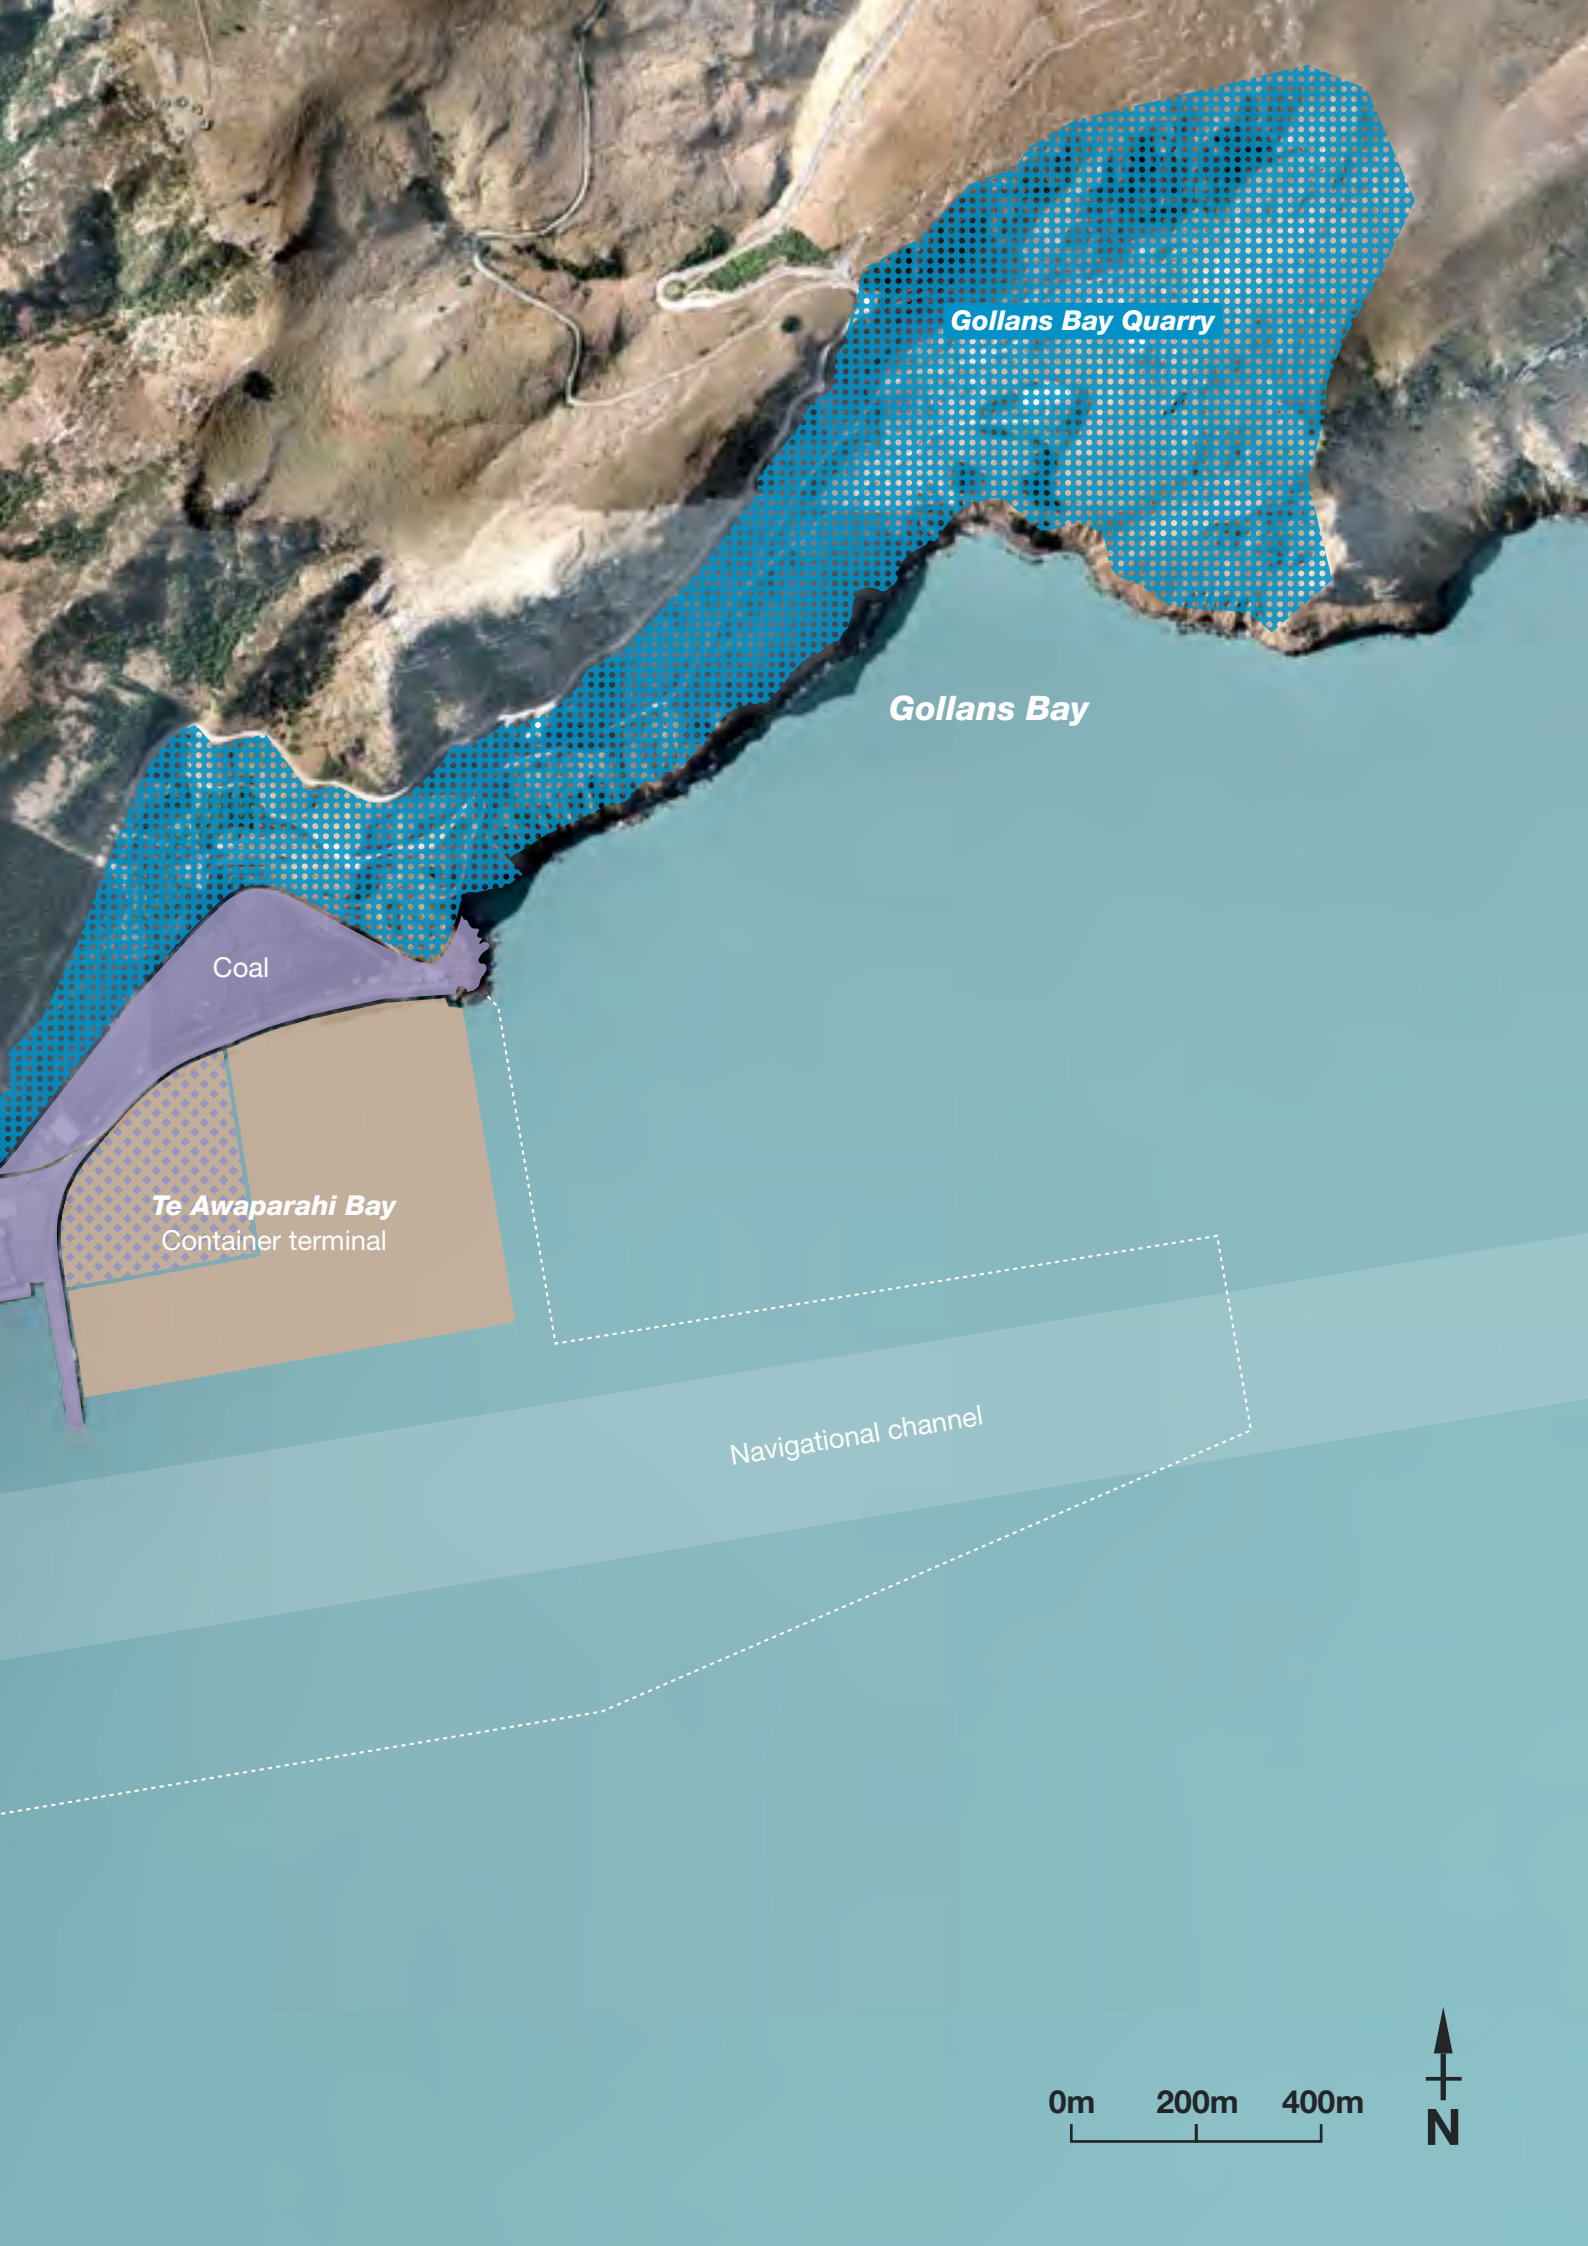 Gollans Bay Quarry
Gollans Bay
Coal
Te Awaparahi Bay
Container terminal
Navigational channel
0m 200m 400m
N